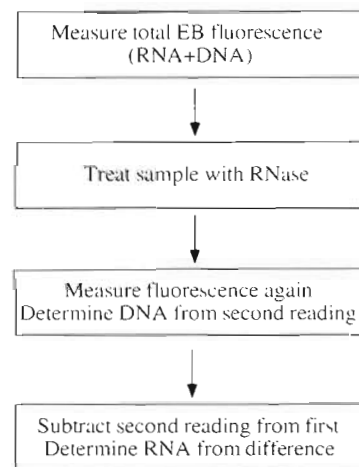 Measure total EB fluorescence
(RNA+DNA)
Treat sample with RNase
Measure fluorescence again
Determine DNA from second reading
Subtract second reading from first
Determine RNA from difference